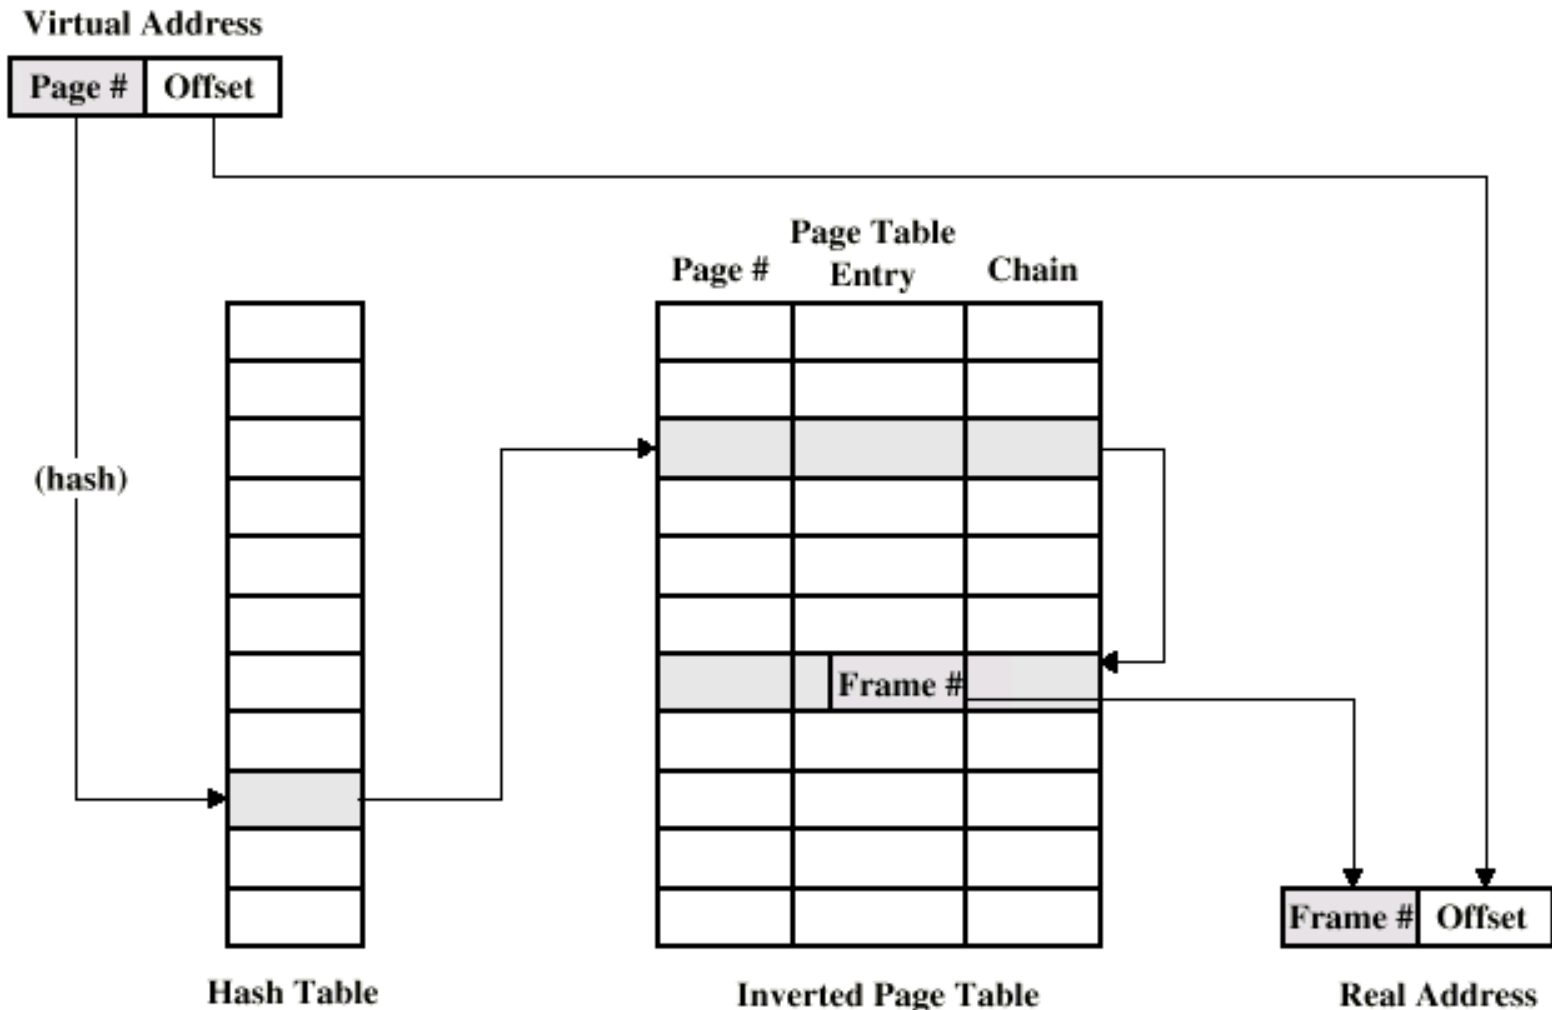 Virtual Address
Page # Offset
Page Table
Page # Entry Chain
(hash)
Frame #
Frame # Offset
Hash Table Inverted Page Table Real Address